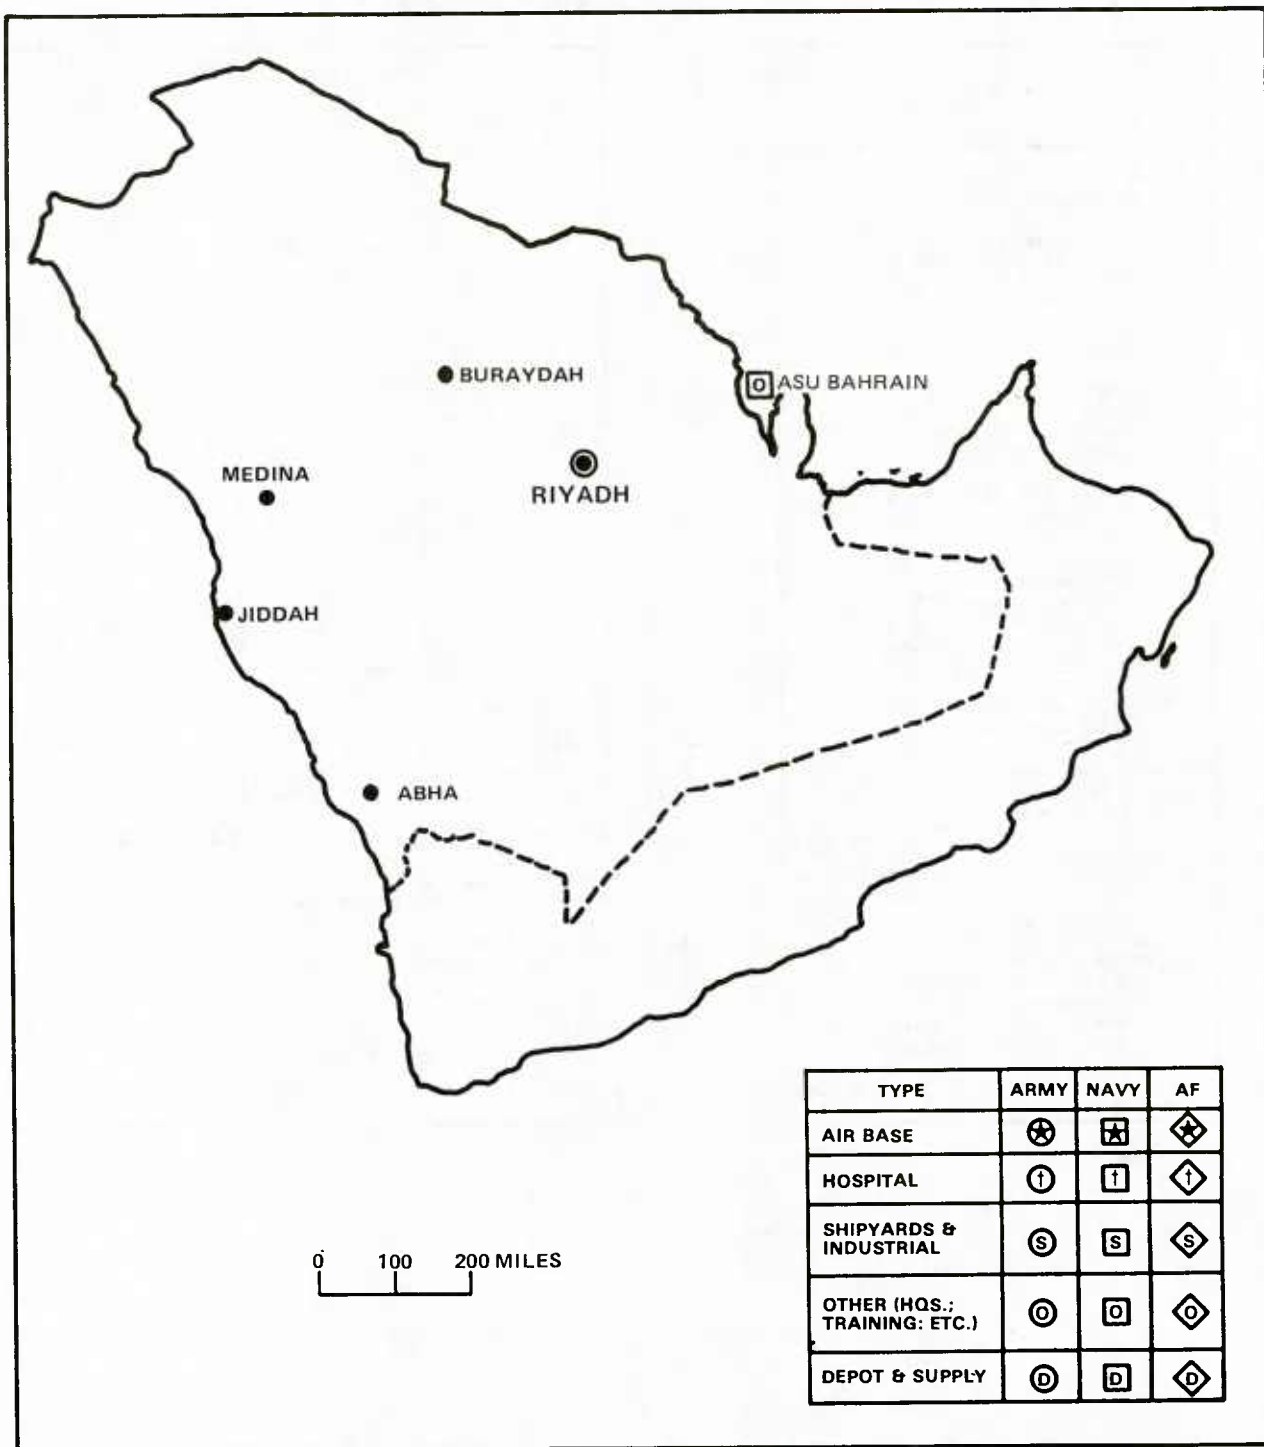 BURAYDAH
O ASU BAHRAIN
MEDINA
RIYADH
JIDDAH
ABHA
0 100 200 MILES
TYPE ARMY NAVY AF
AIR BASE
HOSPITAL
SHIPYARDS &
INDUSTRIAL S S S
OTHER (HQS.;
TRAINING: ETC.) O O O
DEPOT & SUPPLY D D D